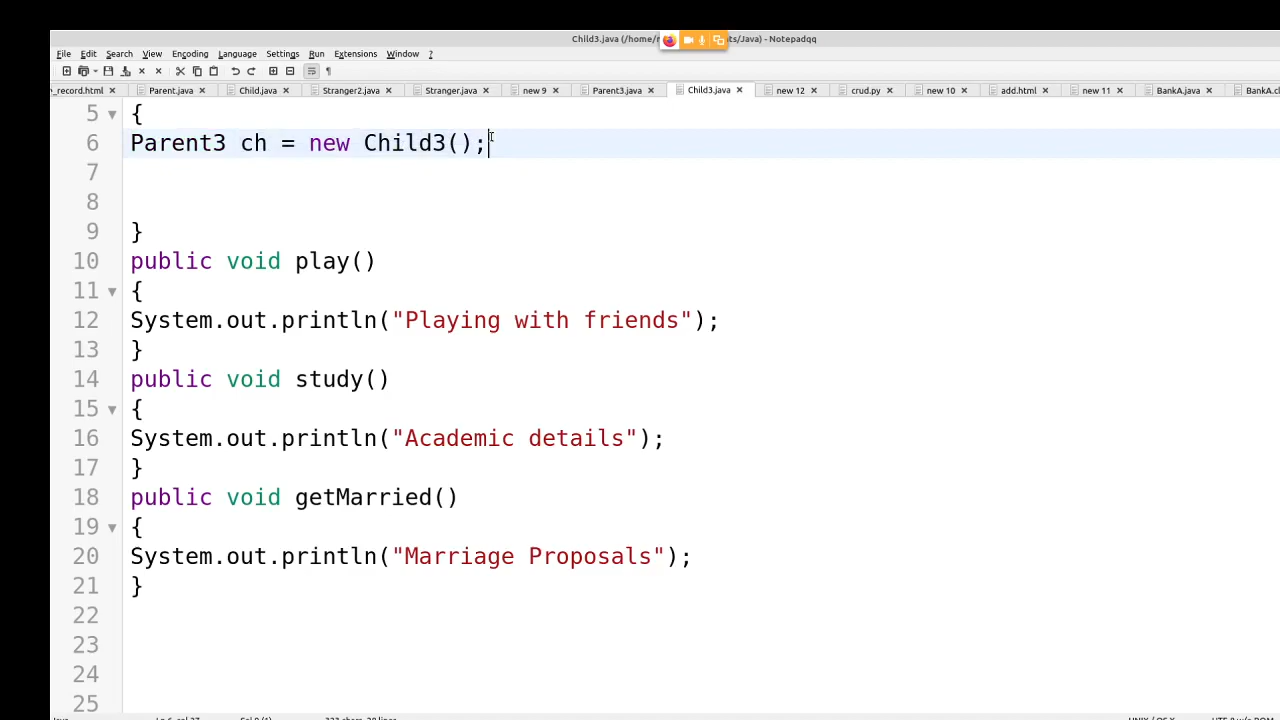 Child3.java (/home/ ts/Java) - Notepadqq
File Edit Search View Encoding Language Settings Run Extensions Window ?
_record.html Parent.java Child.java Stranger2.java Stranger.java new 9 Parent3.java Child3.java new 12 crud.py new 10 add.html new 11 BankA.java BankA.cl
5 {
6 Parent3 ch = new Child3();
7
8
9 }
10 public void play()
11 {
12 System.out.println("Playing with friends");
13 }
14 public void study()
15 {
16 System.out.println("Academic details");
17 }
18 public void getMarried()
19 {
20 System.out.println("Marriage Proposals");
21 }
22
23
24
25